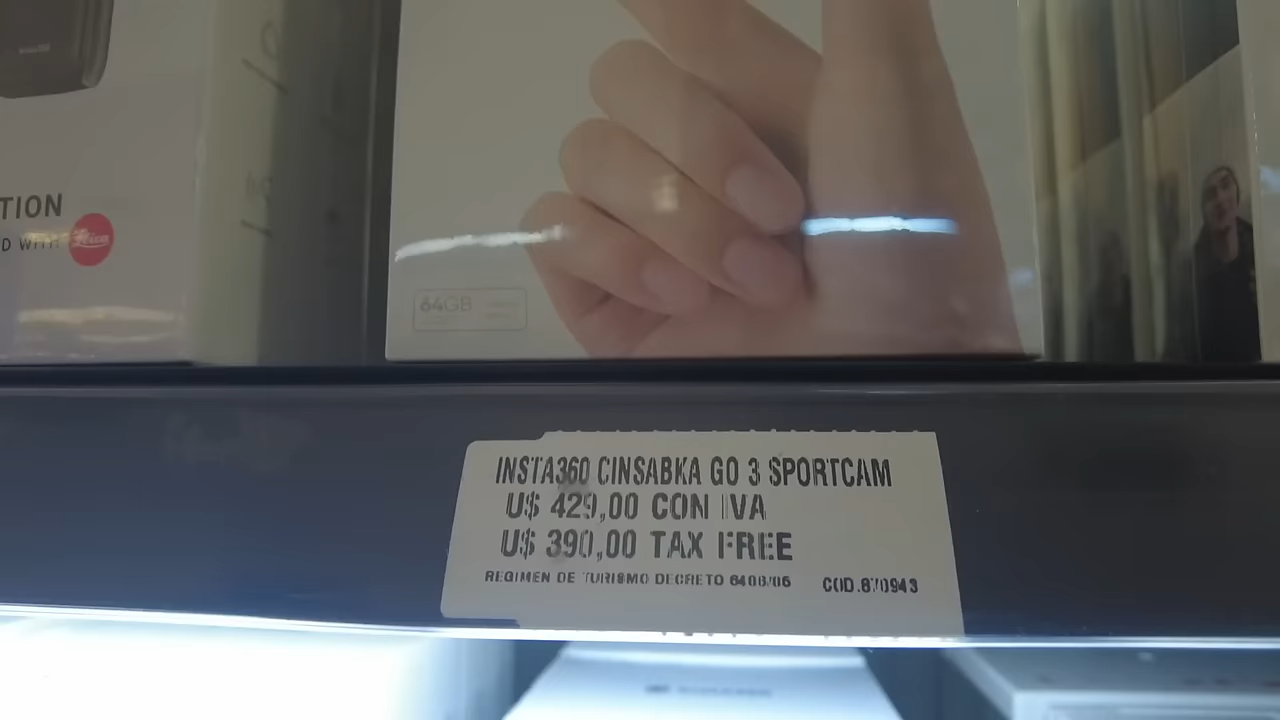 TION
D WITH Leica
64GB
INSTA360 CINSABKA GO 3 SPORTCAM
U$ 429,00 CON IVA
U$ 390,00 TAX FREE
REGIMEN DE TURISMO DECRETO 6406/05 COD.870943